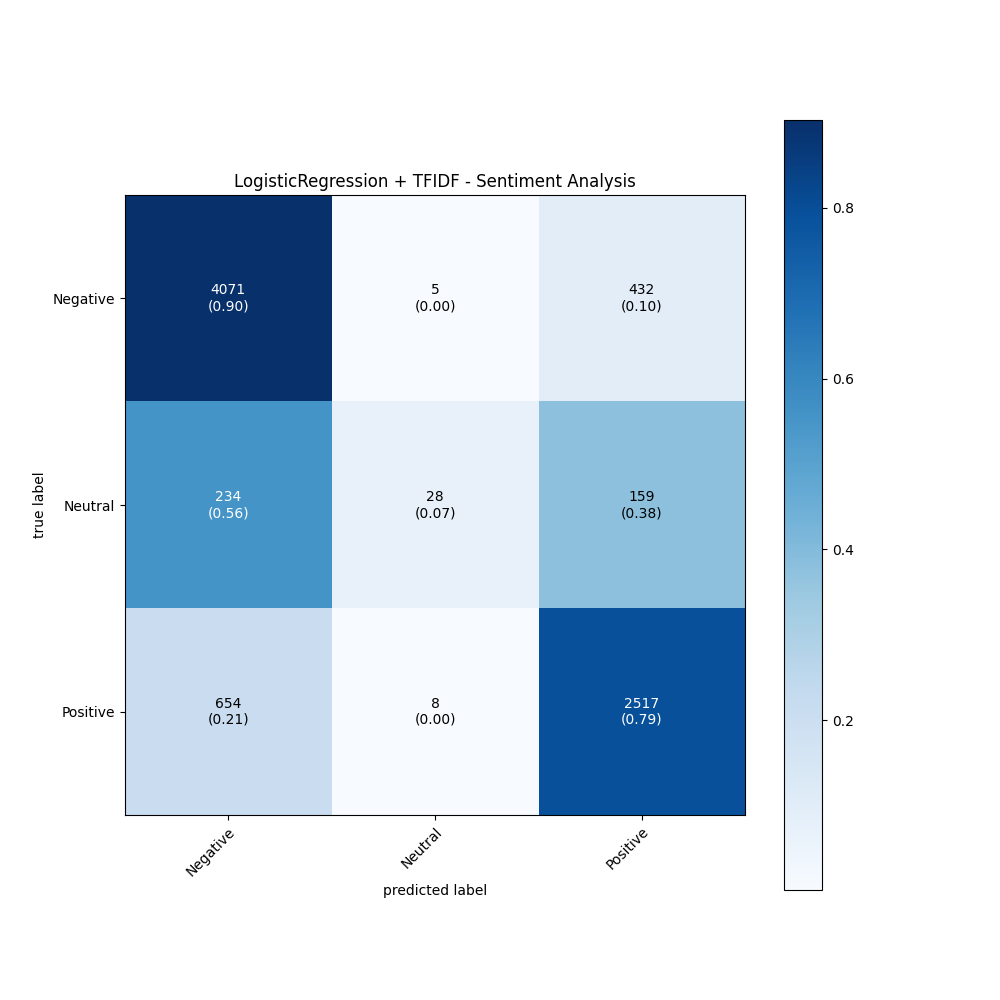 LogisticRegression + TFIDF - Sentiment Analysis
Negative
4071
(0.90)
5
(0.00)
432
(0.10)
Neutral
234
(0.56)
28
(0.07)
159
(0.38)
Positive
654
(0.21)
8
(0.00)
2517
(0.79)
true label
Negative
Neutral
Positive
predicted label
0.8
0.6
0.4
0.2